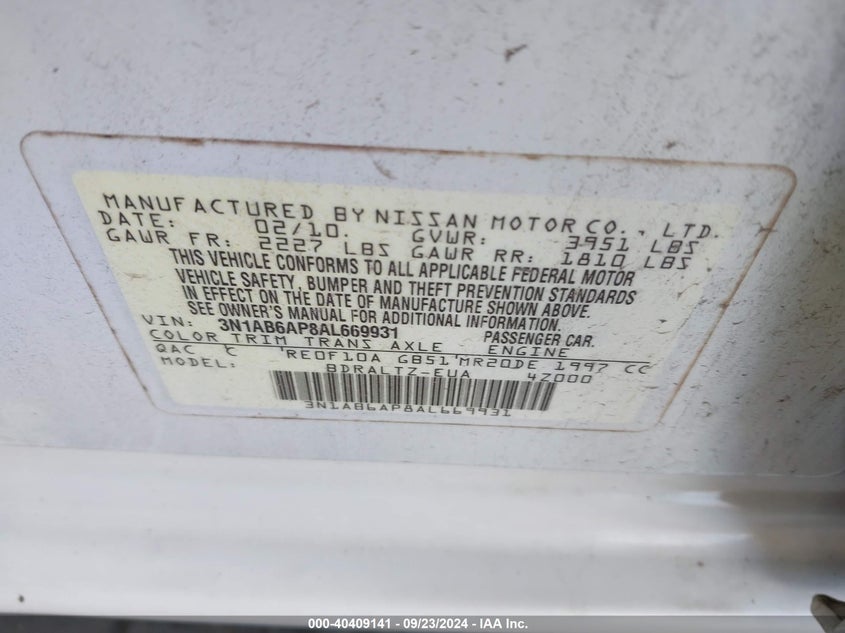 MANUFACTURED BY NISSAN MOTOR CO., LTD.
DATE: 02/10. GVWR: 3951 LBS
GAWR FR: 2227 LBS GAWR RR: 1810 LBS
THIS VEHICLE CONFORMS TO ALL APPLICABLE FEDERAL MOTOR
VEHICLE SAFETY, BUMPER AND THEFT PREVENTION STANDARDS
IN EFFECT ON THE DATE OF MANUFACTURE SHOWN ABOVE.
SEE OWNER'S MANUAL FOR ADDITIONAL INFORMATION.
VIN: 3N1AB6AP8AL669931 PASSENGER CAR.
COLOR TRIM TRANS AXLE ENGINE
QAC C RE0F10A GB51 MR20DE 1997 CC
MODEL: BDRALTZ-EUA 4Z000
3N1AB6AP8AL669931
000-40409141 - 09/23/2024 - IAA Inc.